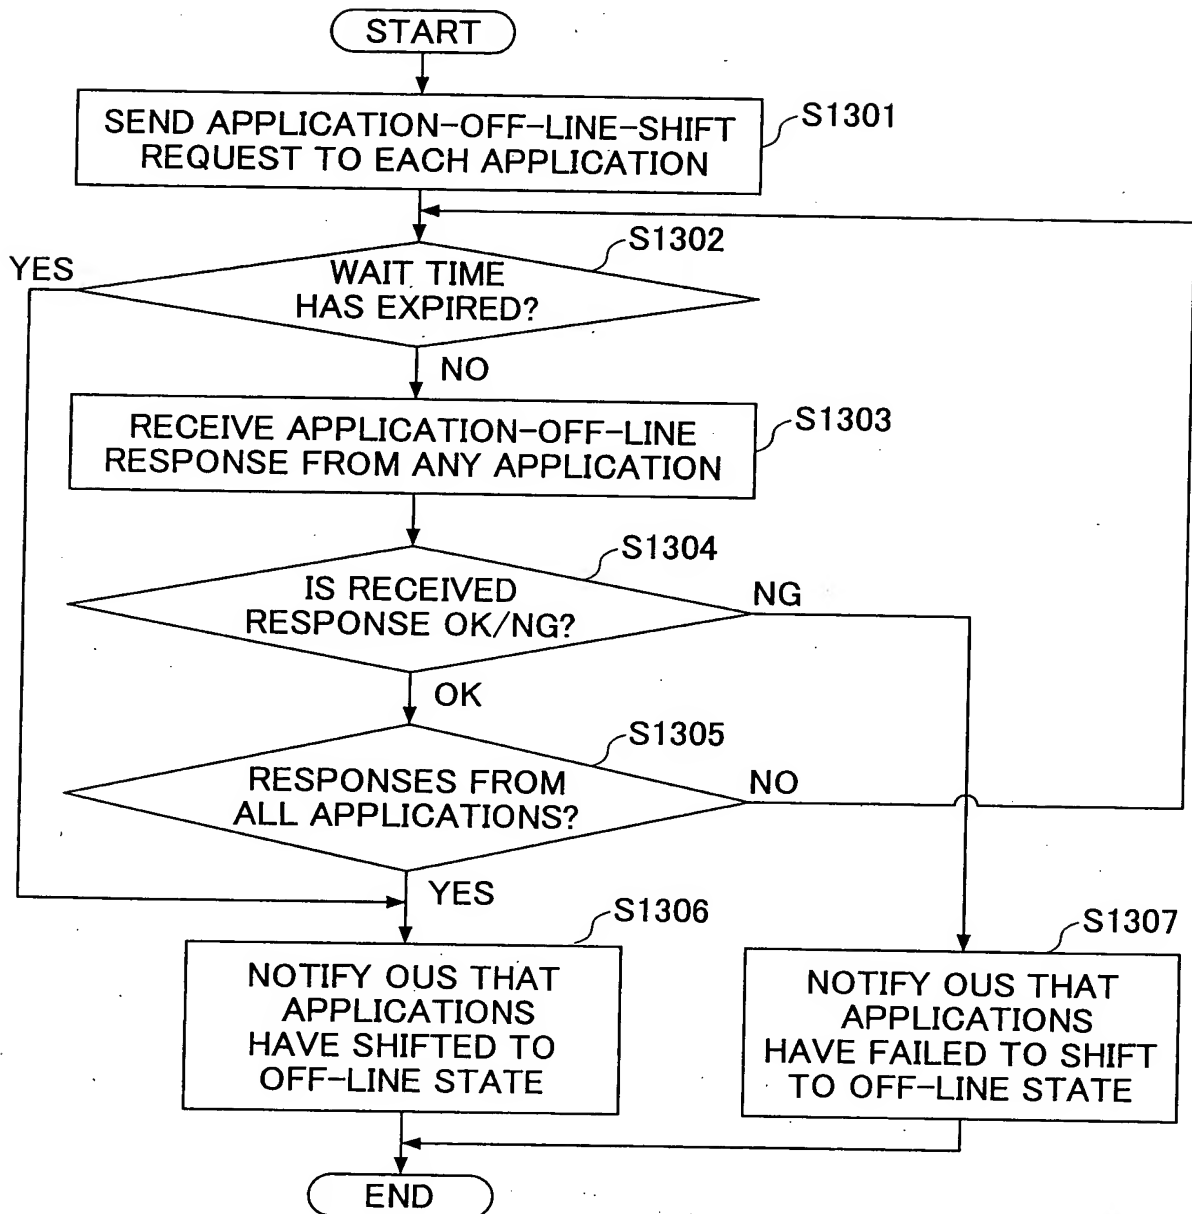 START
SEND APPLICATION-OFF-LINE-SHIFT
REQUEST TO EACH APPLICATION
S1301
S1302
YES
WAIT TIME
HAS EXPIRED?
NO
S1303
RECEIVE APPLICATION-OFF-LINE
RESPONSE FROM ANY APPLICATION
S1304
IS RECEIVED
RESPONSE OK/NG?
NG
OK
S1305
RESPONSES FROM
ALL APPLICATIONS?
NO
YES
S1306
NOTIFY OUS THAT
APPLICATIONS
HAVE SHIFTED TO
OFF-LINE STATE
S1307
NOTIFY OUS THAT
APPLICATIONS
HAVE FAILED TO SHIFT
TO OFF-LINE STATE
END